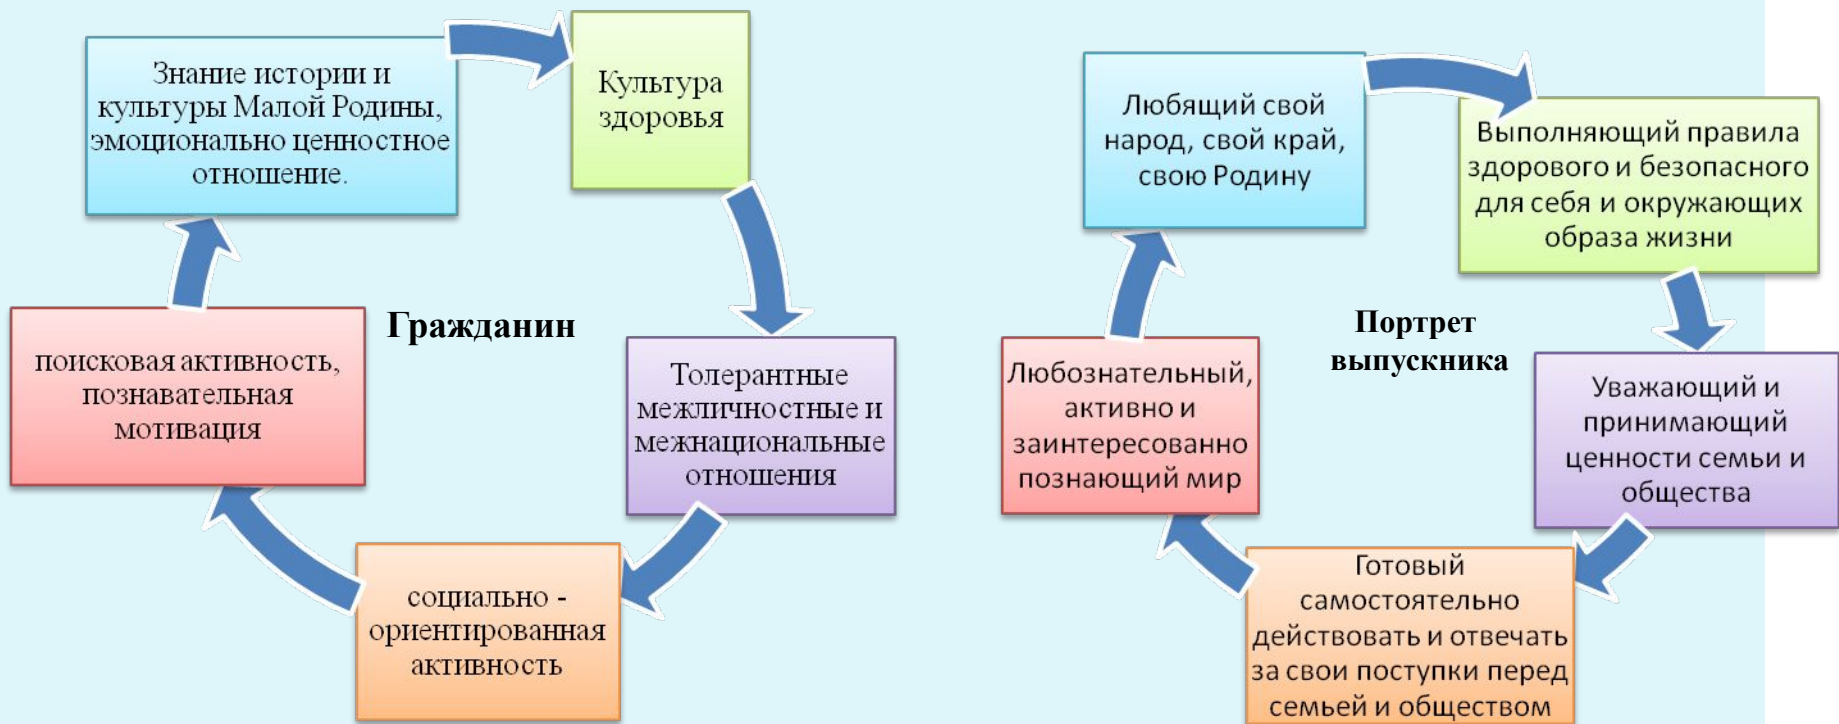 Знание истории и
культуры Малой Родины,
эмоционально ценностное
отношение.
Культура
здоровья
Гражданин
поисковая активность,
познавательная
мотивация
Толерантные
межличностные и
межнациональные
отношения
социально -
ориентированная
активность
Любящий свой
народ, свой край,
свою Родину
Выполняющий правила
здорового и безопасного
для себя и окружающих
образа жизни
Портрет
выпускника
Любознательный,
активно и
заинтересованно
познающий мир
Уважающий и
принимающий
ценности семьи и
общества
Готовый
самостоятельно
действовать и отвечать
за свои поступки перед
семьей и обществом